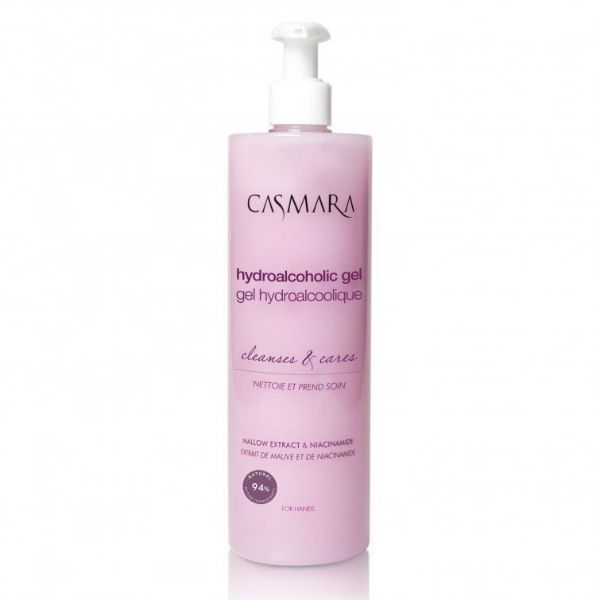 CASMARA
hydroalcoholic gel
gel hydroalcoolique
cleanses & cares
NETTOIE ET PREND SOIN
MALLOW EXTRACT & NIACINAMIDE
EXTRAIT DE MAUVE ET DE NIACINAMIDE
NATURAL
94%
FOR HANDS